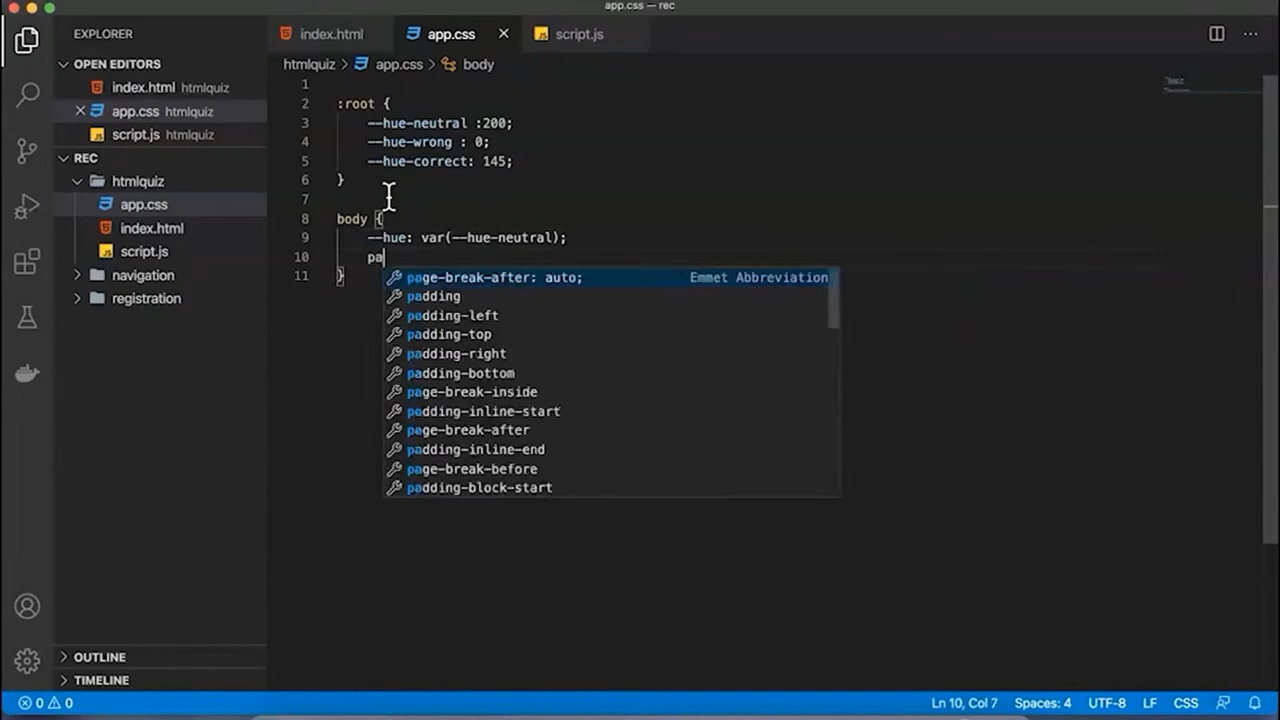 app.css — rec
EXPLORER
OPEN EDITORS
index.html htmlquiz
app.css htmlquiz
script.js htmlquiz
REC
htmlquiz
app.css
index.html
script.js
navigation
registration
OUTLINE
TIMELINE
index.html app.css script.js
htmlquiz > app.css > body
1
2 :root {
3 --hue-neutral :200;
4 --hue-wrong : 0;
5 --hue-correct: 145;
6 }
7
8 body {
9 --hue: var(--hue-neutral);
10 pa
11 }
page-break-after: auto; Emmet Abbreviation
padding
padding-left
padding-top
padding-right
padding-bottom
page-break-inside
padding-inline-start
page-break-after
padding-inline-end
page-break-before
padding-block-start
0 0 Ln 10, Col 7 Spaces: 4 UTF-8 LF CSS